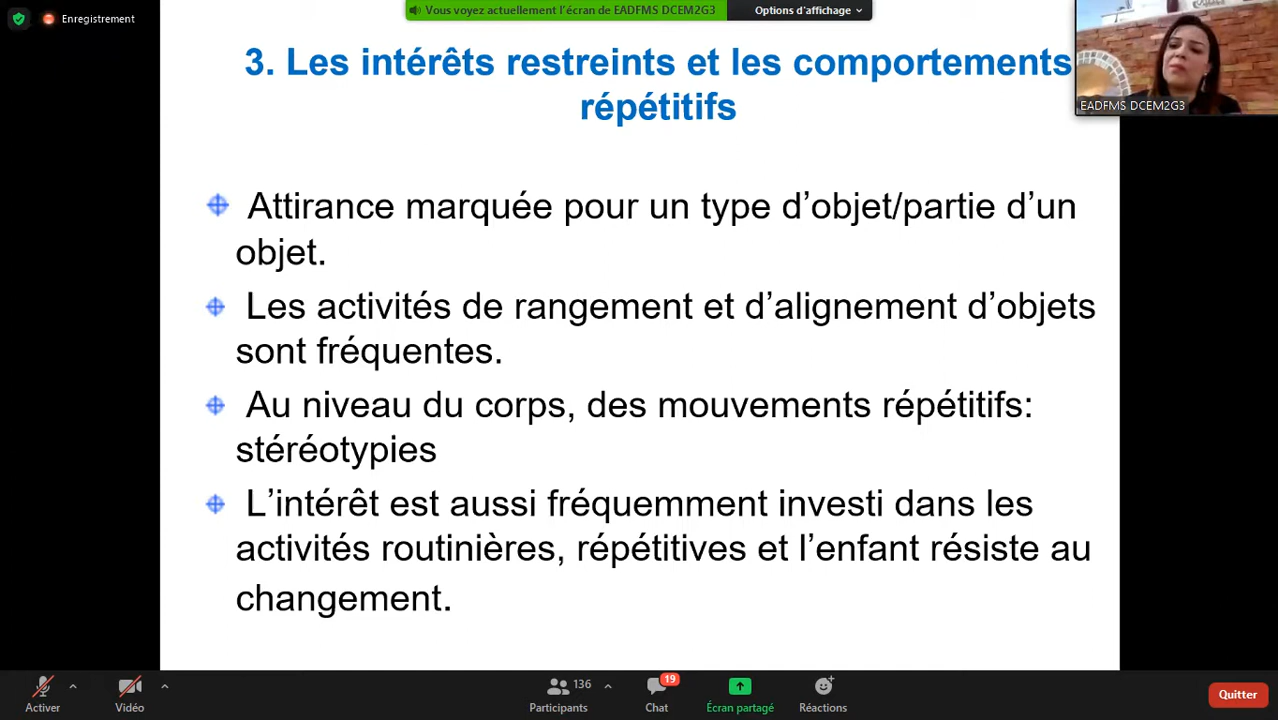 Enregistrement
Vous voyez actuellement l'écran de EADFMS DCEM2G3
Options d'affichage
3. Les intérêts restreints et les comportements
répétitifs
EADFMS DCEM2G3
Attirance marquée pour un type d’objet/partie d’un
objet.
Les activités de rangement et d’alignement d’objets
sont fréquentes.
Au niveau du corps, des mouvements répétitifs:
stéréotypies
L’intérêt est aussi fréquemment investi dans les
activités routinières, répétitives et l’enfant résiste au
changement.
Activer
Vidéo
136
Participants
19
Chat
Écran partagé
Réactions
Quitter